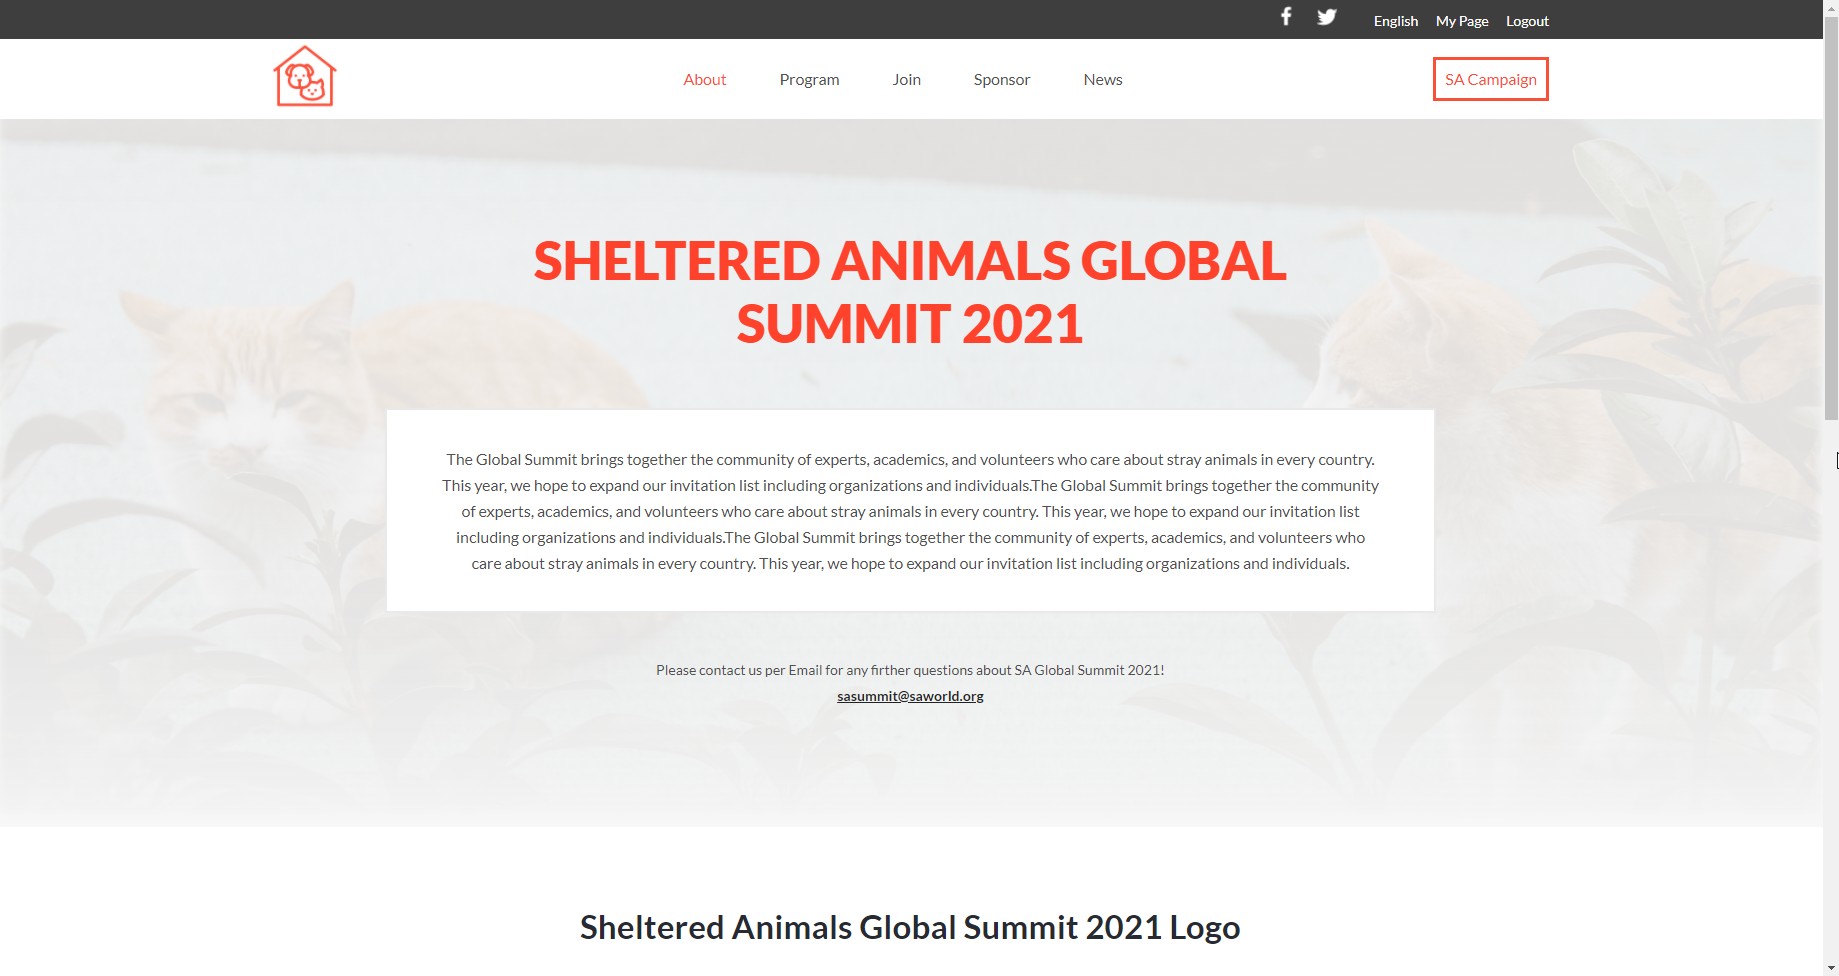 English My Page Logout
About Program Join Sponsor News SA Campaign
SHELTERED ANIMALS GLOBAL
SUMMIT 2021
The Global Summit brings together the community of experts, academics, and volunteers who care about stray animals in every country.
This year, we hope to expand our invitation list including organizations and individuals.The Global Summit brings together the community
of experts, academics, and volunteers who care about stray animals in every country. This year, we hope to expand our invitation list
including organizations and individuals.The Global Summit brings together the community of experts, academics, and volunteers who
care about stray animals in every country. This year, we hope to expand our invitation list including organizations and individuals.
Please contact us per Email for any firther questions about SA Global Summit 2021!
sasummit@saworld.org
Sheltered Animals Global Summit 2021 Logo